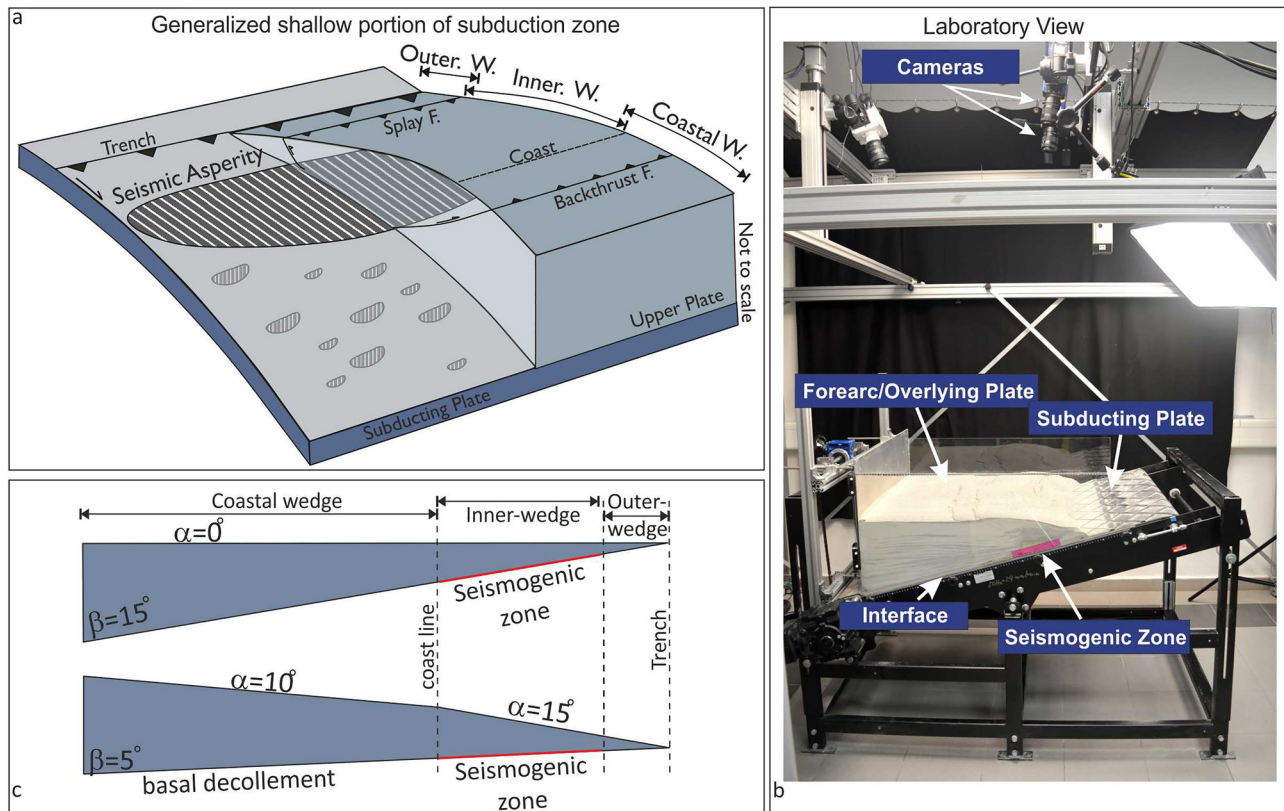 a
Generalized shallow portion of subduction zone
Outer. W.
Inner. W.
Coastal W.
Trench
Splay F.
Seismic Asperity
Coast
Backthrust F.
Not to scale
Upper Plate
Subducting Plate
Laboratory View
Cameras
Forearc/Overlying Plate
Subducting Plate
Interface
Seismogenic Zone
b
Coastal wedge
Inner-wedge
Outer-
wedge
α=0°
β=15°
Seismogenic
zone
coast line
Trench
α=10°
α=15°
β=5°
basal decollement
Seismogenic
zone
c